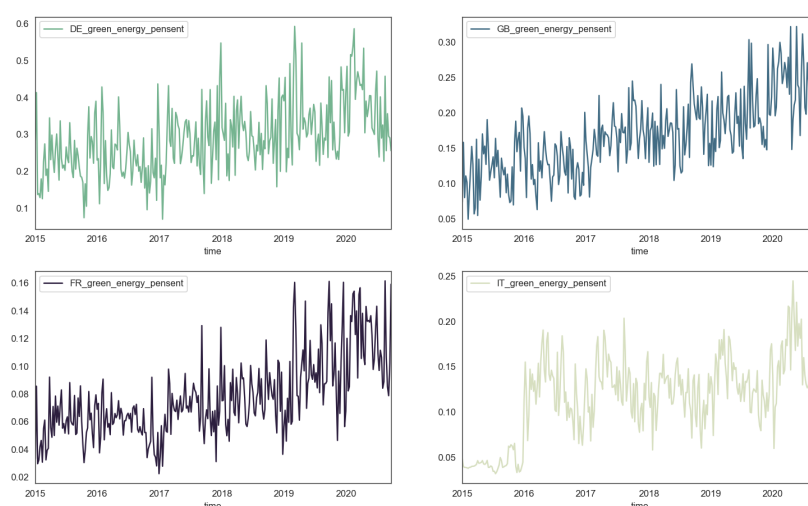 DE_green_energy_pensent
0.6
0.5
0.4
0.3
0.2
0.1
2015 2016 2017 2018 2019 2020
time
GB_green_energy_pensent
0.30
0.25
0.20
0.15
0.10
0.05
2015 2016 2017 2018 2019 2020
time
FR_green_energy_pensent
0.16
0.14
0.12
0.10
0.08
0.06
0.04
0.02
2015 2016 2017 2018 2019 2020
time
IT_green_energy_pensent
0.25
0.20
0.15
0.10
0.05
2015 2016 2017 2018 2019 2020
time